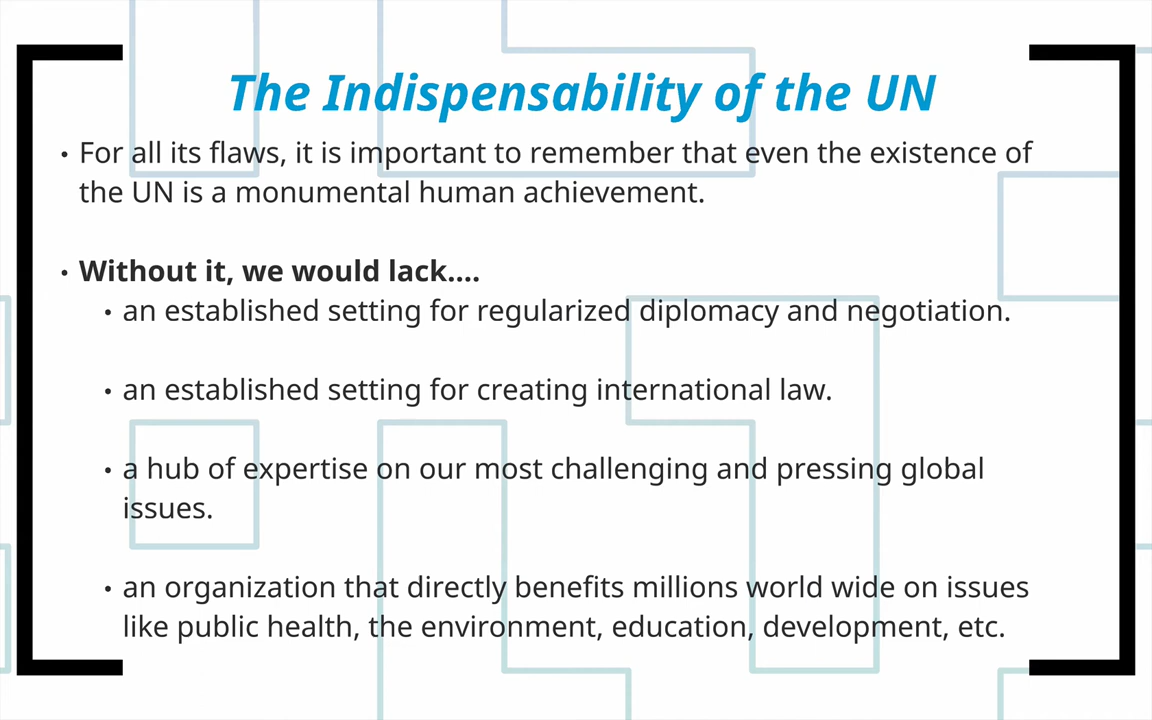 The Indispensability of the UN
• For all its flaws, it is important to remember that even the existence of
the UN is a monumental human achievement.
• Without it, we would lack....
• an established setting for regularized diplomacy and negotiation.
• an established setting for creating international law.
• a hub of expertise on our most challenging and pressing global
issues.
• an organization that directly benefits millions world wide on issues
like public health, the environment, education, development, etc.